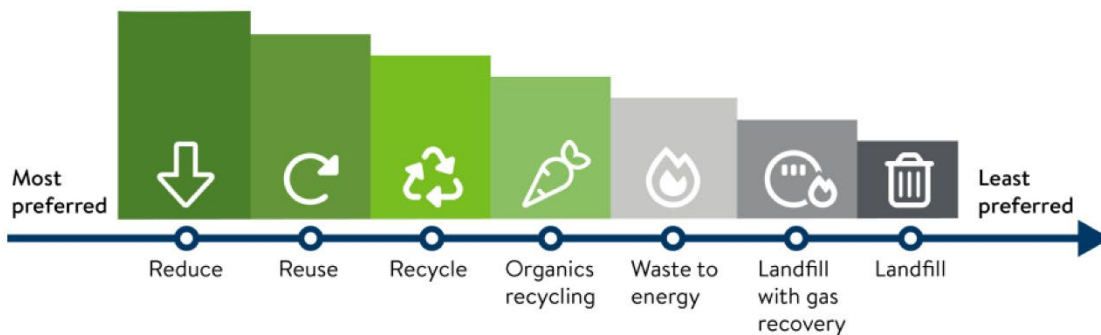 Most
preferred
Least
preferred
Reduce
Reuse
Recycle
Organics
recycling
Waste to
energy
Landfill
with gas
recovery
Landfill